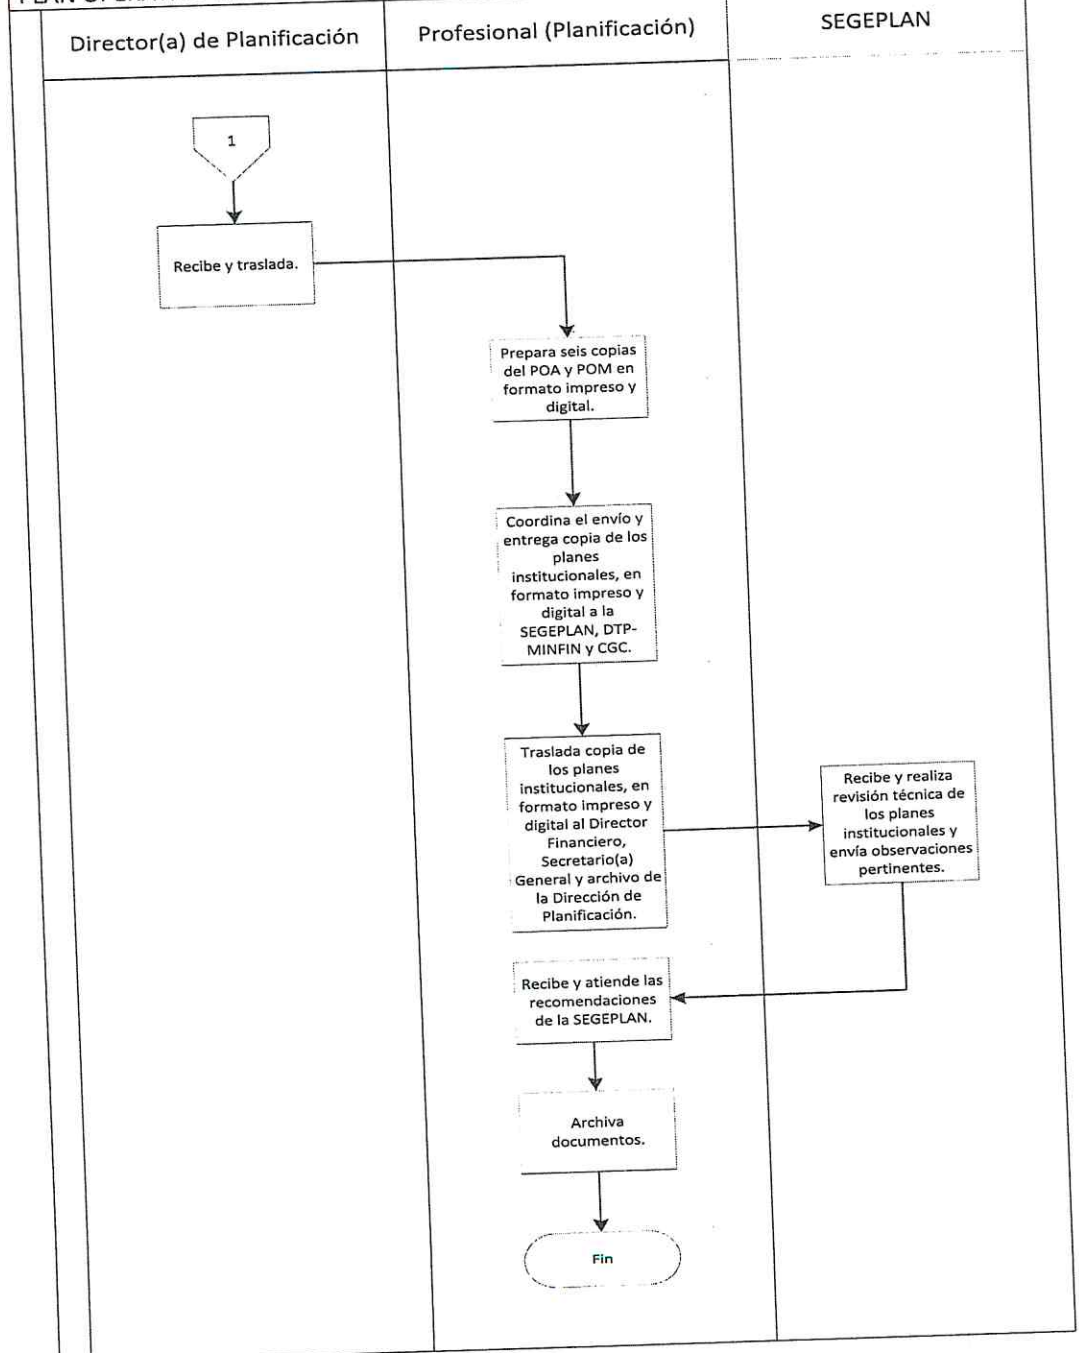 Director(a) de Planificación
Profesional (Planificación)
SEGEPLAN
1
Recibe y traslada.
Prepara seis copias
del POA y POM en
formato impreso y
digital.
Coordina el envío y
entrega copia de los
planes
institucionales, en
formato impreso y
digital a la
SEGEPLAN, DTP-
MINFIN y CGC.
Traslada copia de
los planes
institucionales, en
formato impreso y
digital al Director
Financiero,
Secretario(a)
General y archivo de
la Dirección de
Planificación.
Recibe y realiza
revisión técnica de
los planes
institucionales y
envía observaciones
pertinentes.
Recibe y atiende las
recomendaciones
de la SEGEPLAN.
Archiva
documentos.
Fin